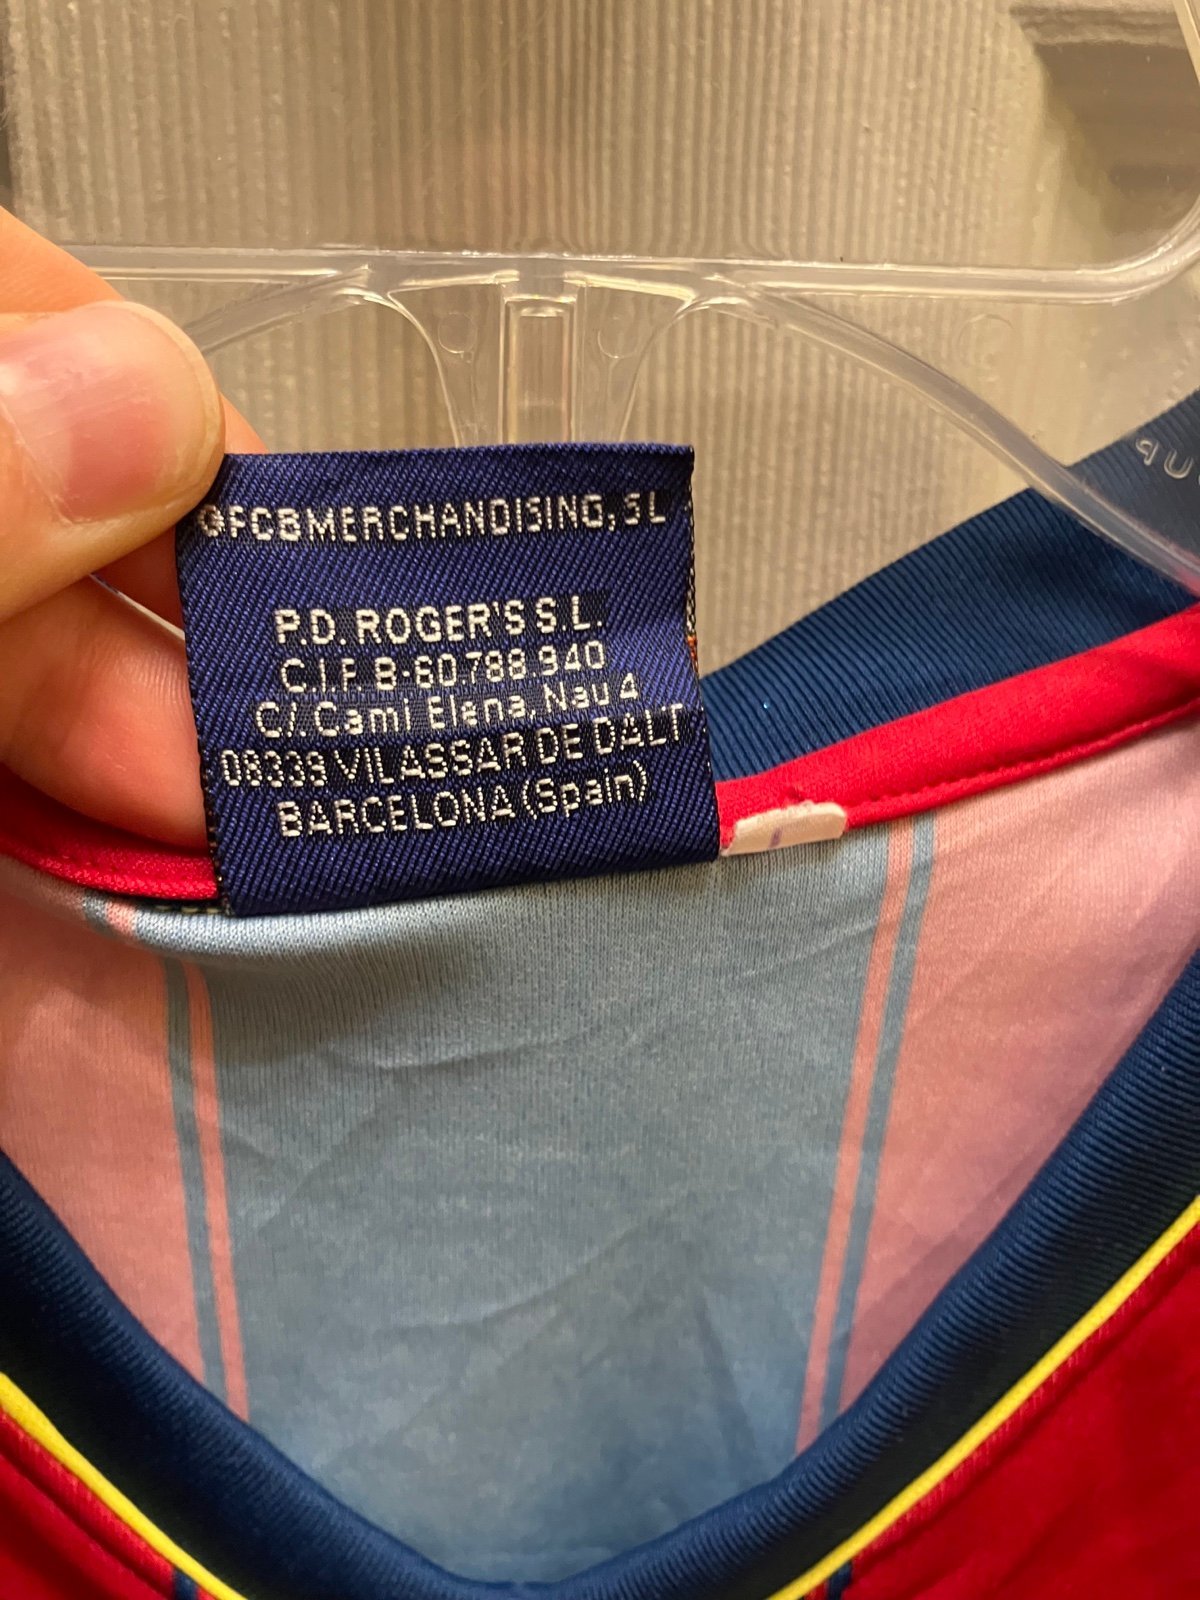 ©FCBMERCHANDISING, SL
P.D. ROGER'S S.L.
C.I.F. B-60.788.940
C/. Cami Elena, Nau 4
08339 VILASSAR DE DALT
BARCELONA (Spain)